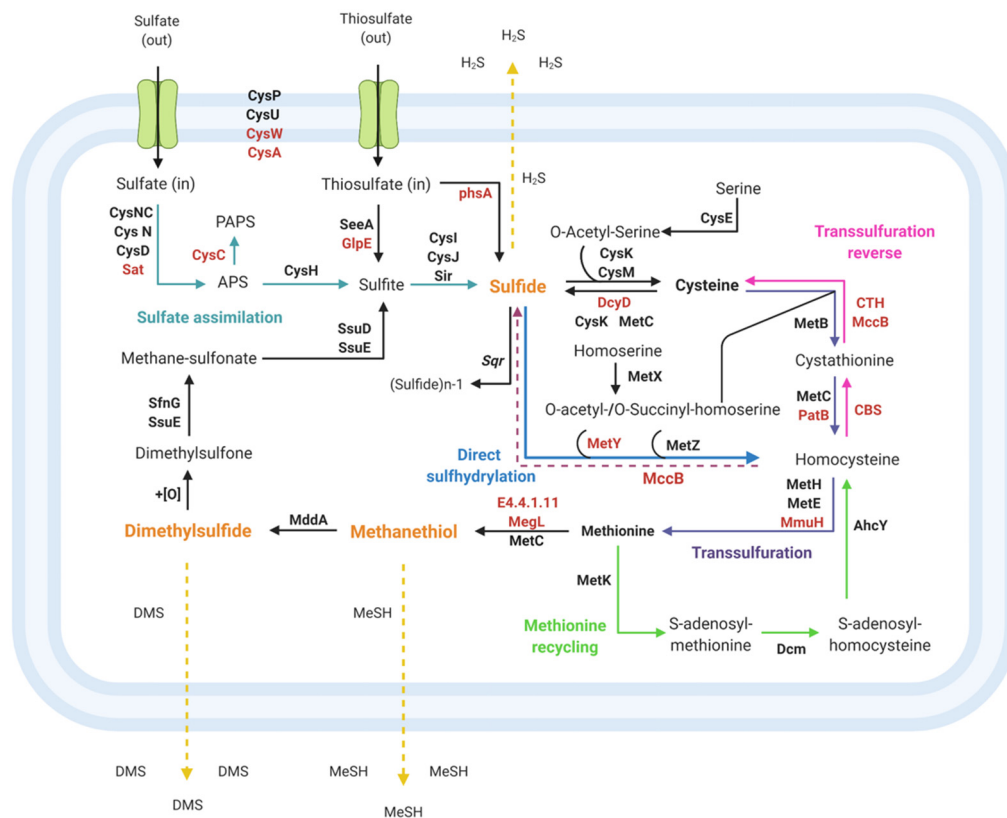 Sulfate
(out)
Thiosulfate
(out)
H₂S
H₂S
H₂S
CysP
CysU
CysW
CysA
Sulfate (in)
Thiosulfate (in)
phsA
H₂S
Serine
CysE
CysNC
Cys N
CysD
Sat
PAPS
CysC
APS
CysH
SeeA
GlpE
Sulfite
CysI
CysJ
Sir
Sulfide
O-Acetyl-Serine
CysK
CysM
DcyD
CysK
MetC
Cysteine
Transsulfuration
reverse
CTH
MccB
MetB
Sulfate assimilation
SsuD
SsuE
Methane-sulfonate
Sqr
(Sulfide)n-1
Homoserine
MetX
O-acetyl-/O-Succinyl-homoserine
Cystathionine
MetC
PatB
CBS
SfnG
SsuE
Dimethylsulfone
Direct
sulfhydrylation
MetY
MetZ
MccB
Homocysteine
+[O]
MetH
MetE
MmuH
AhcY
Dimethylsulfide
MddA
Methanethiol
E4.4.1.11
MegL
MetC
Methionine
Transsulfuration
MetK
DMS
MeSH
Methionine
recycling
S-adenosyl-
methionine
Dcm
S-adenosyl-
homocysteine
DMS
DMS
DMS
MeSH
MeSH
MeSH